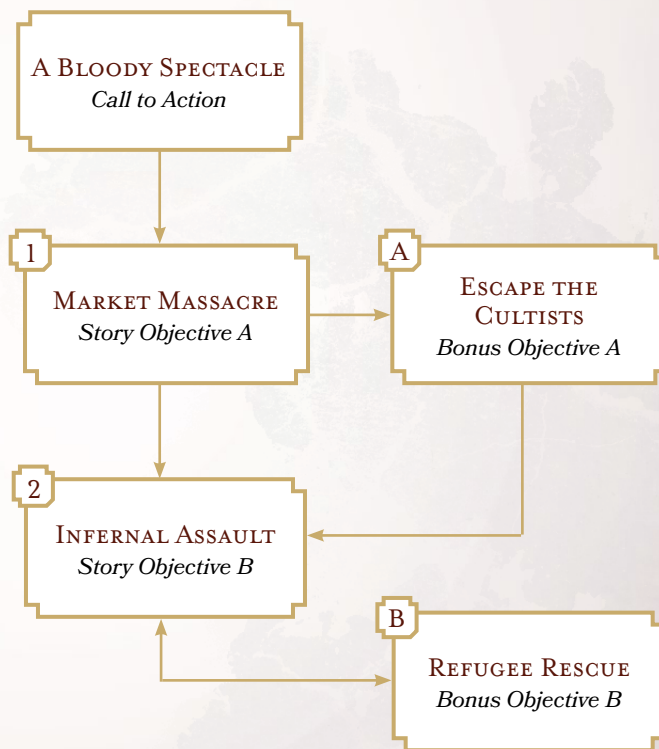 A Bloody Spectacle
Call to Action
1
Market Massacre
Story Objective A
A
Escape the
Cultists
Bonus Objective A
2
Infernal Assault
Story Objective B
B
Refugee Rescue
Bonus Objective B